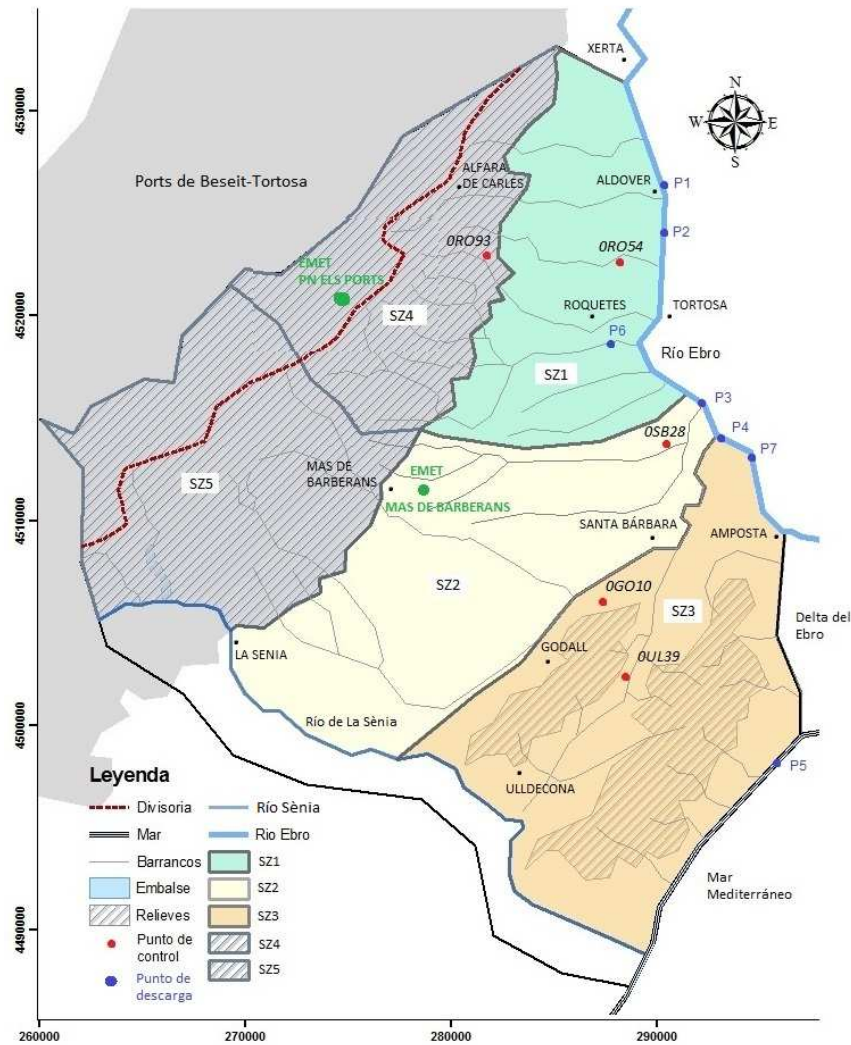 XERTA
N
W
E
S
4530000
Ports de Beseit-Tortosa
ALFARA
DE CARLES
ALDOVER
P1
P2
0RO93
0RO54
EMET
PN ELS PORTS
4520000
SZ4
ROQUETES
TORTOSA
P6
Río Ebro
SZ1
P3
P4
0SB28
P7
MAS DE
BARBERANS
EMET
MAS DE BARBERANS
SZ5
4510000
SANTA BÁRBARA
AMPOSTA
SZ2
0GO10
SZ3
Delta del
Ebro
LA SENIA
GODALL
0UL39
Río de La Sènia
4500000
P5
ULLDECONA
Mar
Mediterráneo
4490000
Leyenda
Divisoria
Río Sènia
Mar
Rio Ebro
Barrancos
SZ1
Embalse
SZ2
Relieves
SZ3
Punto de
control
SZ4
Punto de
descarga
SZ5
260000
270000
280000
290000